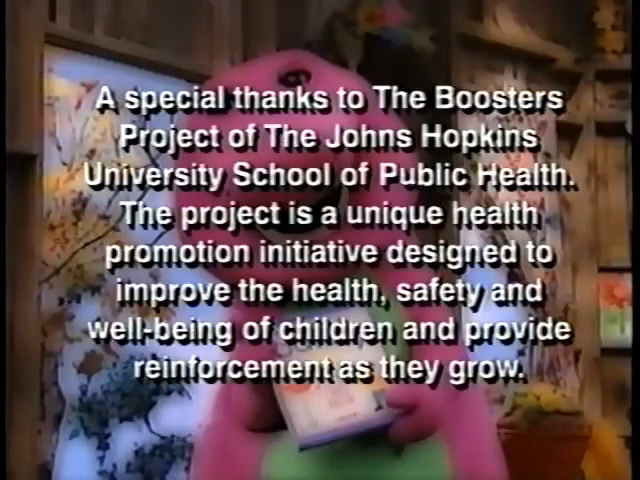 A special thanks to The Boosters
Project of The Johns Hopkins
University School of Public Health.
The project is a unique health
promotion initiative designed to
improve the health, safety and
well-being of children and provide
reinforcement as they grow.